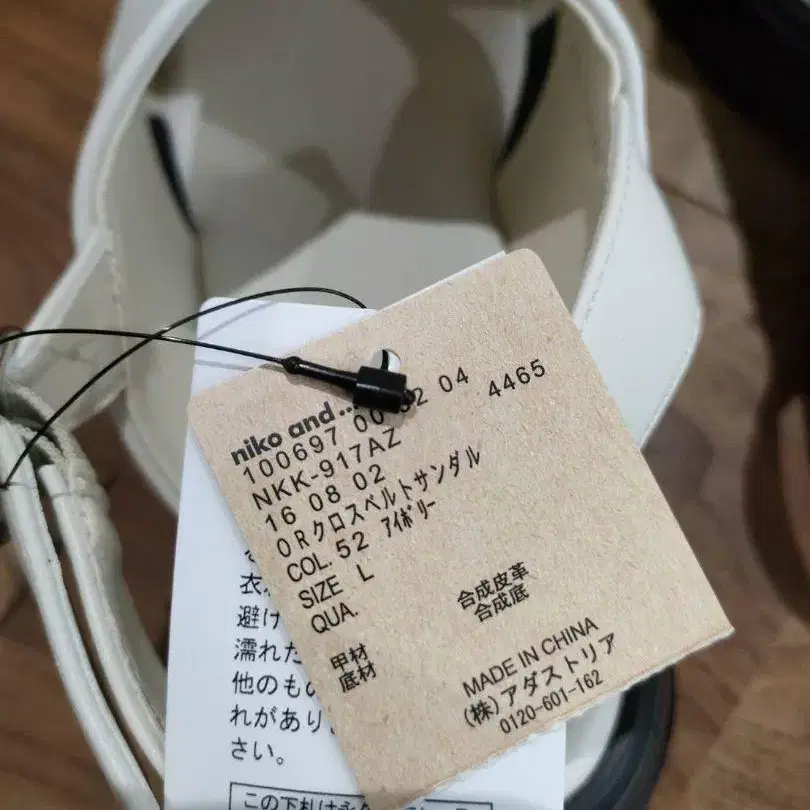 niko and ...
100697 00 52 04
NKK-917AZ 4465
16 08 02
ORクロスベルトサンダル
COL. 52 ｱｲﾎﾞﾘｰ
SIZE L
QUA.
甲材 合成皮革
底材 合成底
MADE IN CHINA
(株)アダストリア
0120-601-162
避け
濡れた
他のもの
れがあり
さい。
この下札は